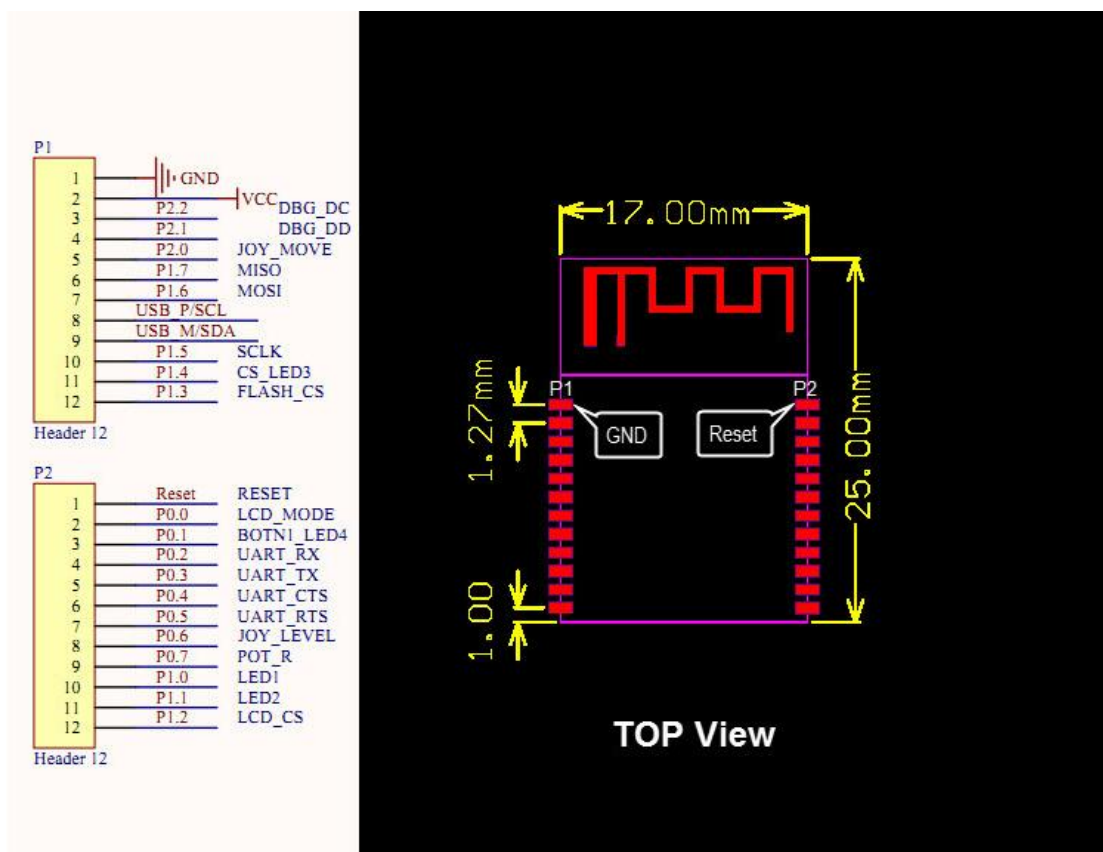 P1
1 GND
2 VCC
3 P2.2 DBG_DC
4 P2.1 DBG_DD
5 P2.0 JOY_MOVE
6 P1.7 MISO
7 P1.6 MOSI
8 USB_P/SCL
9 USB_M/SDA
10 P1.5 SCLK
11 P1.4 CS_LED3
12 P1.3 FLASH_CS
Header 12
P2
1 Reset RESET
2 P0.0 LCD_MODE
3 P0.1 BOTN1_LED4
4 P0.2 UART_RX
5 P0.3 UART_TX
6 P0.4 UART_CTS
7 P0.5 UART_RTS
8 P0.6 JOY_LEVEL
9 P0.7 POT_R
10 P1.0 LED1
11 P1.1 LED2
12 P1.2 LCD_CS
Header 12
17.00mm
P1 P2
GND Reset
1.27mm
25.00mm
1.00
TOP View